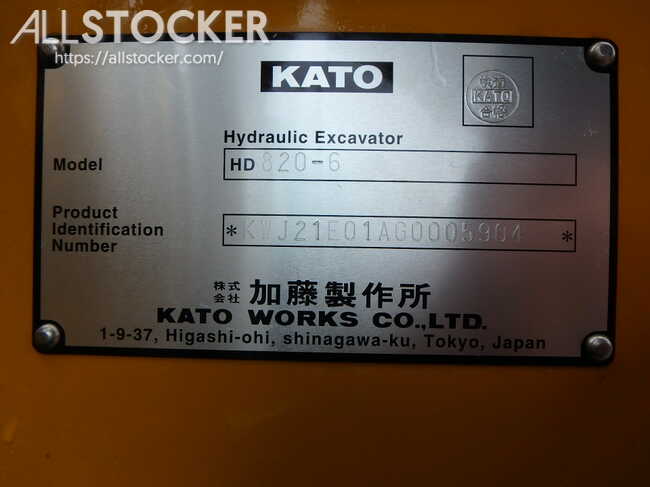 ALLSTOCKER
https://allstocker.com/
KATO
KATO
Hydraulic Excavator
Model
HD 820-6
Product
Identification
Number
*KWJ21E01AG0005904 *
株式
会社
加藤製作所
KATO WORKS CO.,LTD.
1-9-37, Higashi-ohi, shinagawa-ku, Tokyo, Japan